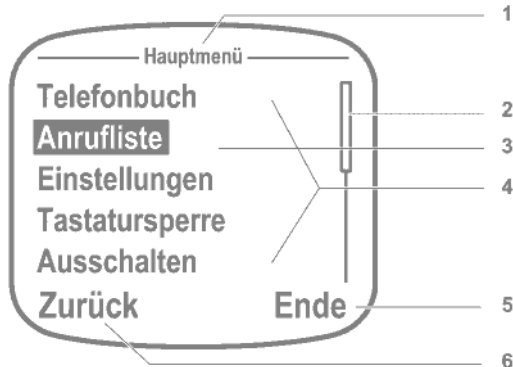 1
Hauptmenü
Telefonbuch
2
Anrufliste
3
Einstellungen
4
Tastatursperre
Ausschalten
Zurück Ende
5
6